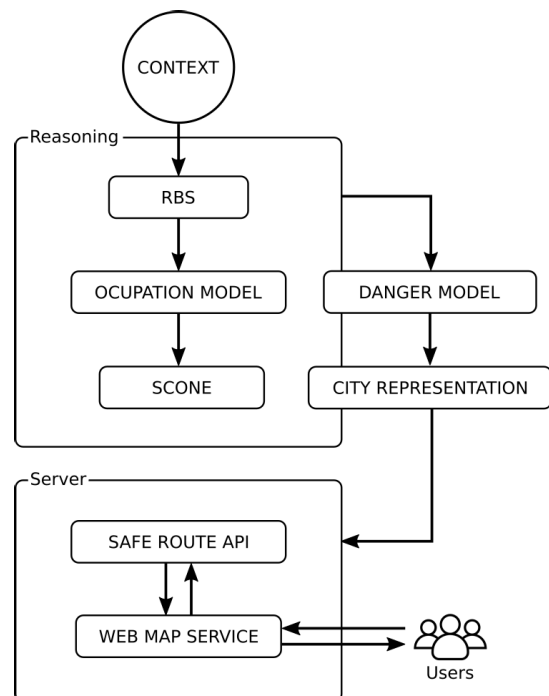 CONTEXT
Reasoning
RBS
OCUPATION MODEL
DANGER MODEL
SCONE
CITY REPRESENTATION
Server
SAFE ROUTE API
WEB MAP SERVICE
Users